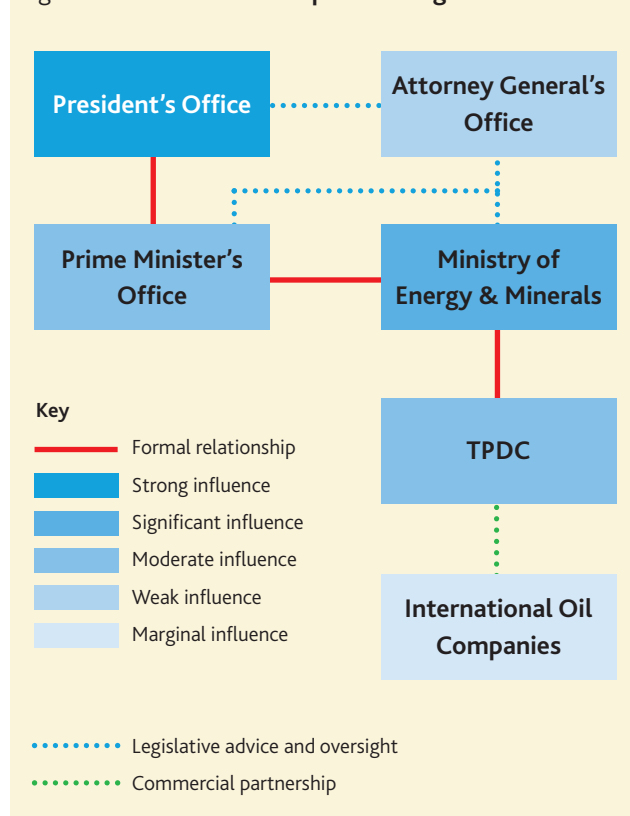 President's Office
Attorney General's
Office
Prime Minister's
Office
Ministry of
Energy & Minerals
TPDC
International Oil
Companies
Key
Formal relationship
Strong influence
Significant influence
Moderate influence
Weak influence
Marginal influence
Legislative advice and oversight
Commercial partnership